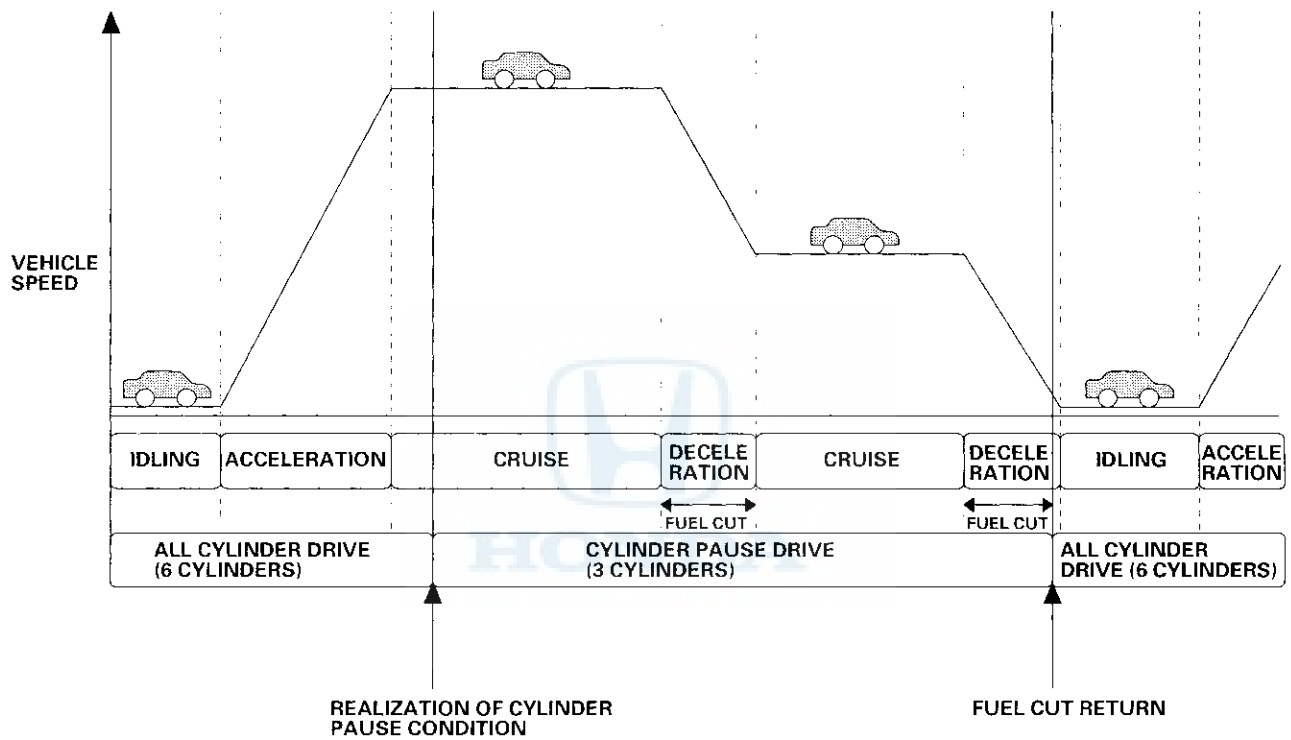 VEHICLE
SPEED
IDLING
ACCELERATION
CRUISE
DECELE
RATION
CRUISE
DECELE
RATION
IDLING
ACCELE
RATION
FUEL CUT
FUEL CUT
HONDA
ALL CYLINDER DRIVE
(6 CYLINDERS)
CYLINDER PAUSE DRIVE
(3 CYLINDERS)
ALL CYLINDER
DRIVE (6 CYLINDERS)
REALIZATION OF CYLINDER
PAUSE CONDITION
FUEL CUT RETURN